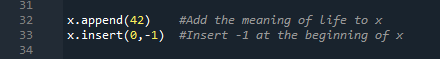 31
32 x.append(42) #Add the meaning of life to x
33 x.insert(0,-1) #Insert -1 at the beginning of x
34